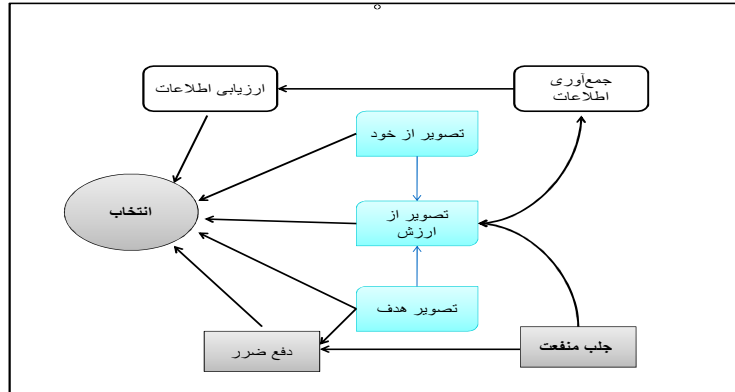 جمع‌آوری
اطلاعات
ارزیابی اطلاعات
تصویر از خود
تصویر از
ارزش
انتخاب
تصویر هدف
جلب منفعت
دفع ضرر